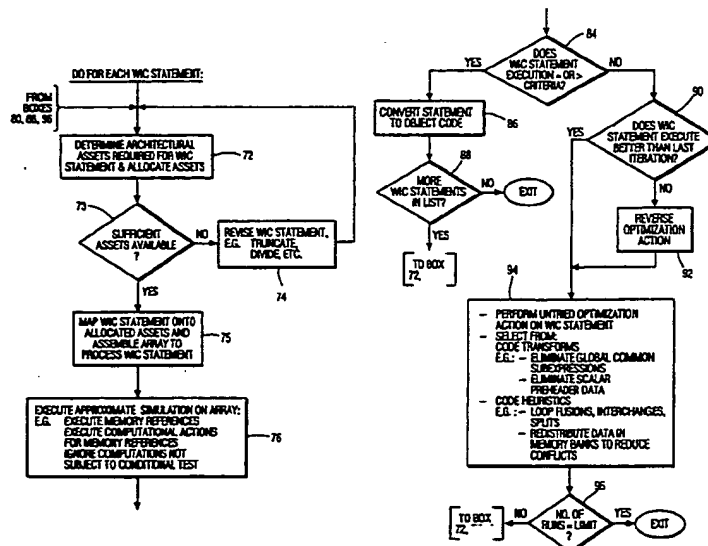 DO FOR EACH WIC STATEMENT:
FROM
BOXES
80, 88, 96
DETERMINE ARCHITECTURAL
ASSETS REQUIRED FOR WIC
STATEMENT & ALLOCATE ASSETS
72
73
SUFFICIENT
ASSETS AVAILABLE
?
NO
REVISE WIC STATEMENT,
E.G. TRUNCATE,
DIVIDE, ETC.
74
YES
MAP WIC STATEMENT ONTO
ALLOCATED ASSETS AND
ASSEMBLE ARRAY TO
PROCESS WIC STATEMENT
75
EXECUTE APPROXIMATE SIMULATION ON ARRAY:
E.G. EXECUTE MEMORY REFERENCES
EXECUTE COMPUTATIONAL ACTIONS
FOR MEMORY REFERENCES
IGNORE COMPUTATIONS NOT
SUBJECT TO CONDITIONAL TEST
76
84
DOES
WIC STATEMENT
EXECUTION = OR >
CRITERIA?
YES
NO
CONVERT STATEMENT
TO OBJECT CODE
86
88
MORE
WIC STATEMENTS
IN LIST?
NO
EXIT
YES
TO BOX
72,
90
DOES WIC
STATEMENT EXECUTE
BETTER THAN LAST
ITERATION?
YES
NO
REVERSE
OPTIMIZATION
ACTION
92
94
- PERFORM UNTRIED OPTIMIZATION
ACTION ON WIC STATEMENT
- SELECT FROM:
CODE TRANSFORMS
E.G.: - ELIMINATE GLOBAL COMMON
SUBEXPRESSIONS
- ELIMINATE SCALAR
PREHEADER DATA
- CODE HEURISTICS
E.G.: - LOOP FUSIONS, INTERCHANGES,
SPLITS
- REDISTRIBUTE DATA IN
MEMORY BANKS TO REDUCE
CONFLICTS
96
NO. OF
RUNS = LIMIT
?
NO
TO BOX
72,
YES
EXIT